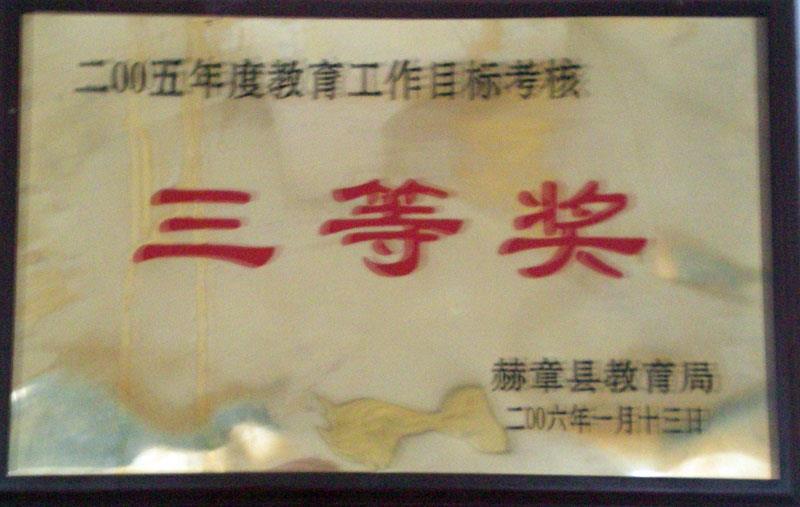 二00五年度教育工作目标考核
三等奖
赫章县教育局
二00六年一月十三日